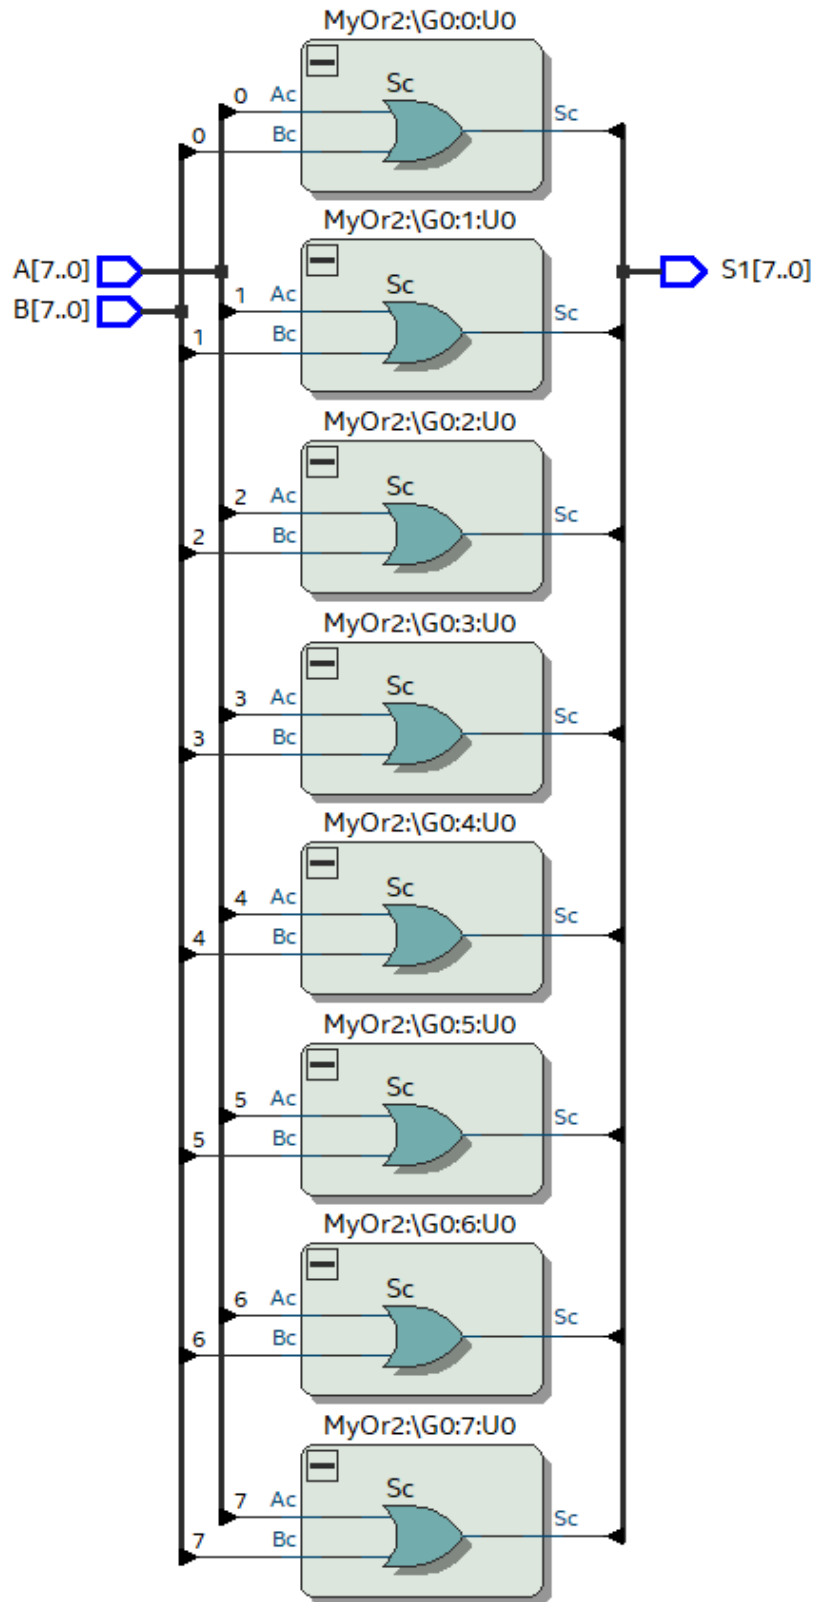 MyOr2:\G0:0:U0
Sc
0 Ac
Sc
0 Bc
MyOr2:\G0:1:U0
A[7..0]
S1[7..0]
B[7..0]
Sc
1 Ac
Sc
1 Bc
MyOr2:\G0:2:U0
Sc
2 Ac
Sc
2 Bc
MyOr2:\G0:3:U0
Sc
3 Ac
Sc
3 Bc
MyOr2:\G0:4:U0
Sc
4 Ac
Sc
4 Bc
MyOr2:\G0:5:U0
Sc
5 Ac
Sc
5 Bc
MyOr2:\G0:6:U0
Sc
6 Ac
Sc
6 Bc
MyOr2:\G0:7:U0
Sc
7 Ac
Sc
7 Bc